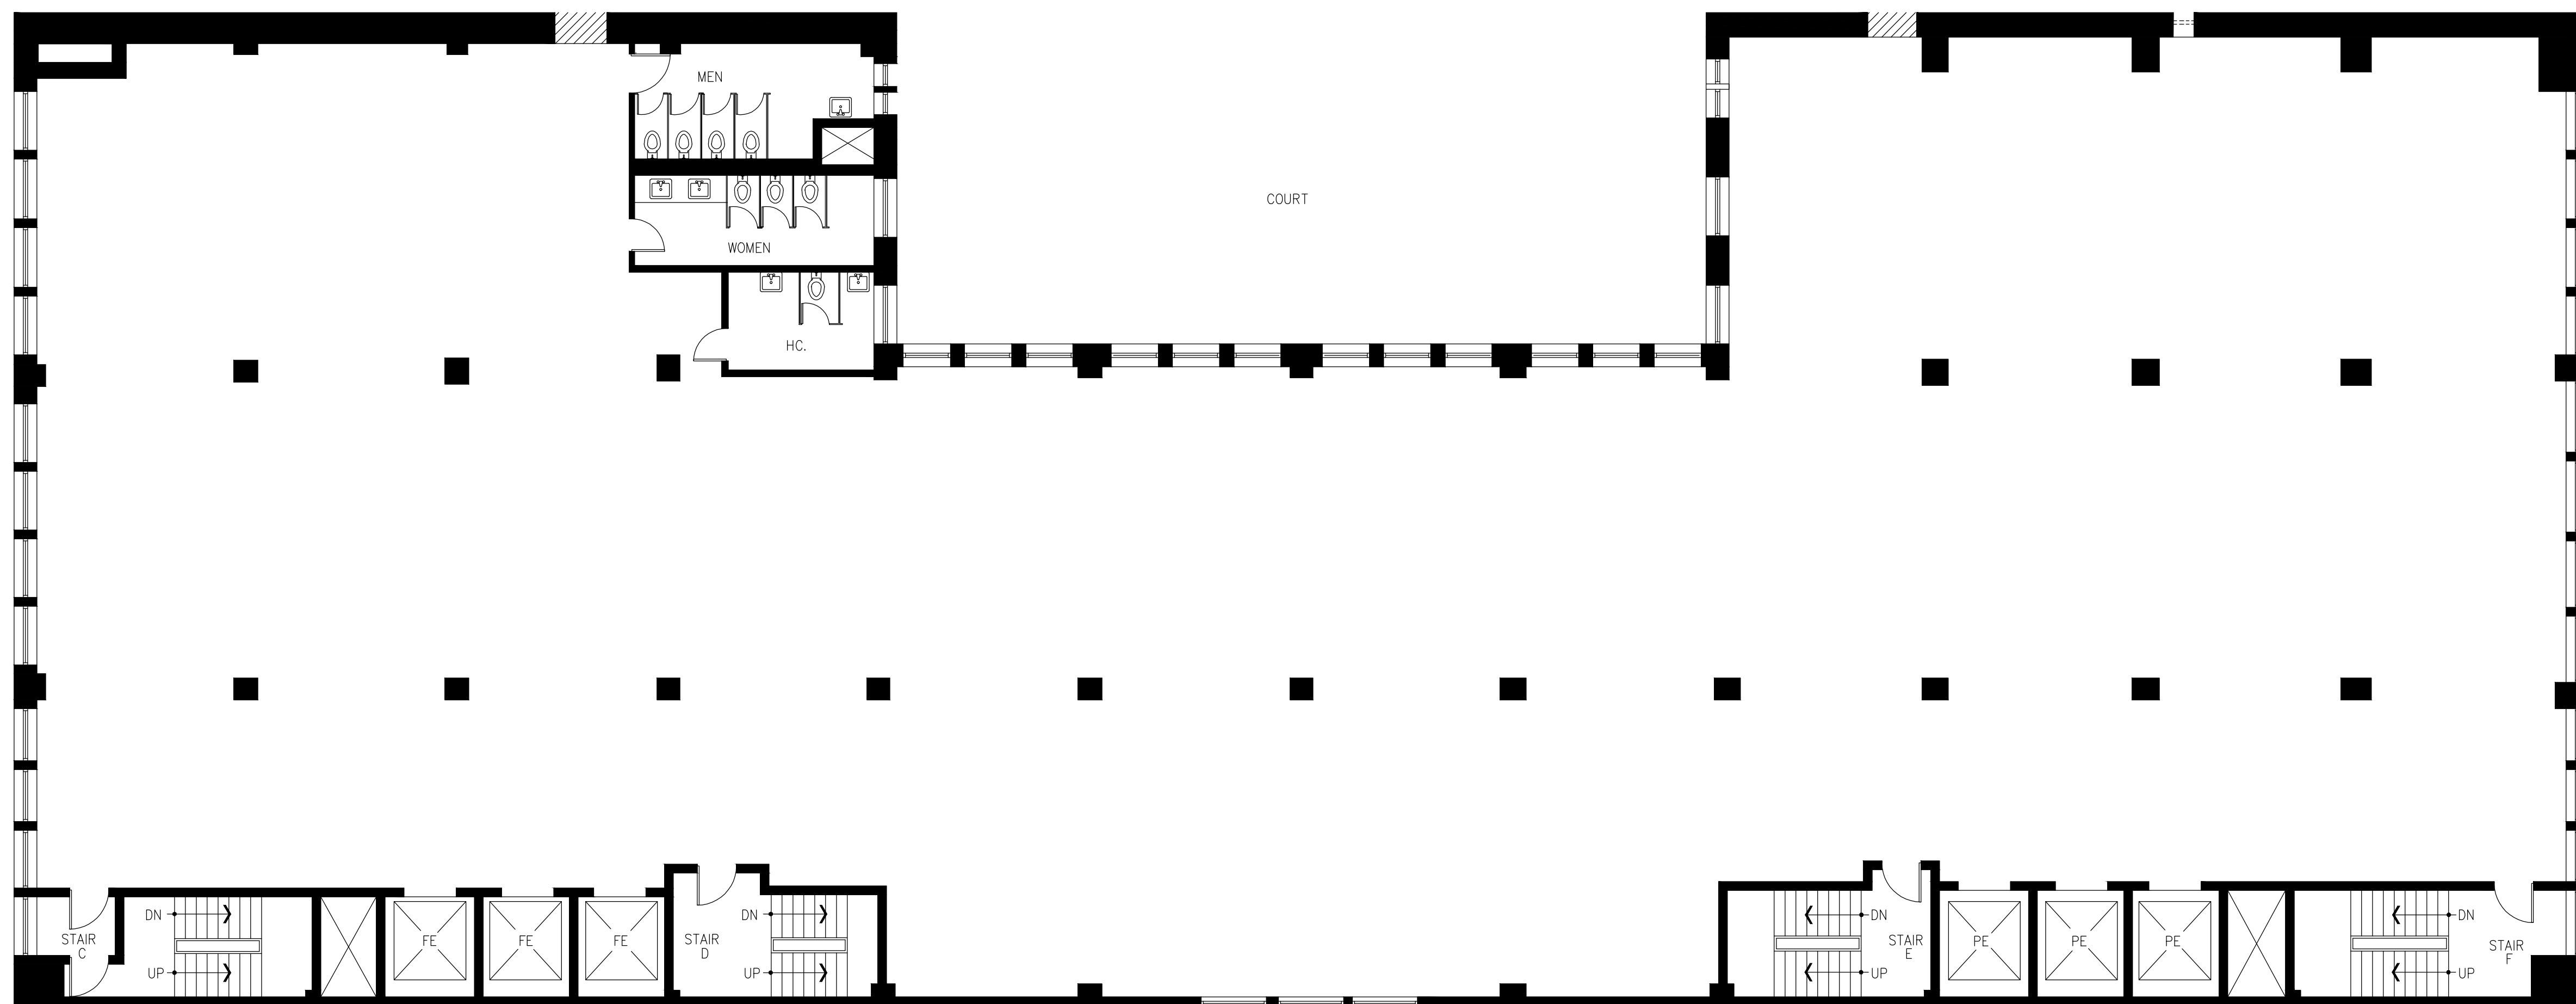 MEN
COURT
WOMEN
HC.
DN
STAIR
C
UP
FE
FE
FE
STAIR
D
DN
UP
DN
STAIR
E
UP
PE
PE
PE
DN
STAIR
F
UP